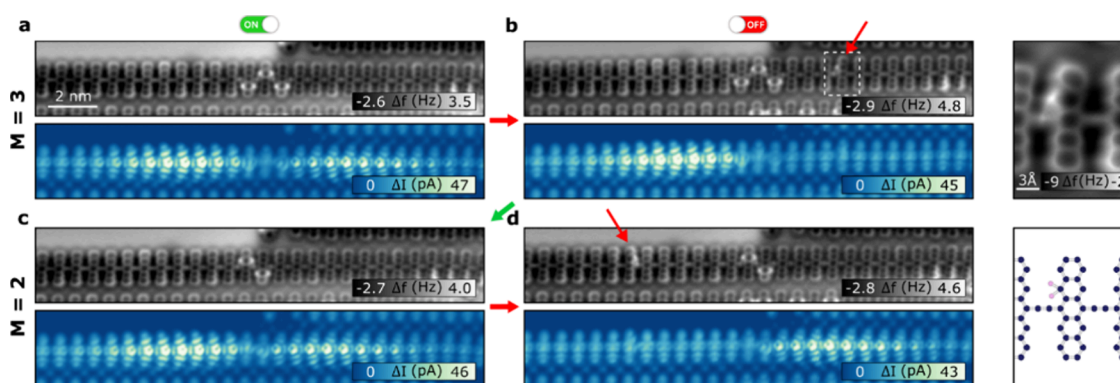 ON
OFF
a
b
M = 3
2 nm
-2.6 Δf (Hz) 3.5
-2.9 Δf (Hz) 4.8
0 ΔI (pA) 47
0 ΔI (pA) 45
3Å -9 Δf(Hz)
c
d
M = 2
-2.7 Δf (Hz) 4.0
-2.8 Δf (Hz) 4.6
0 ΔI (pA) 46
0 ΔI (pA) 43